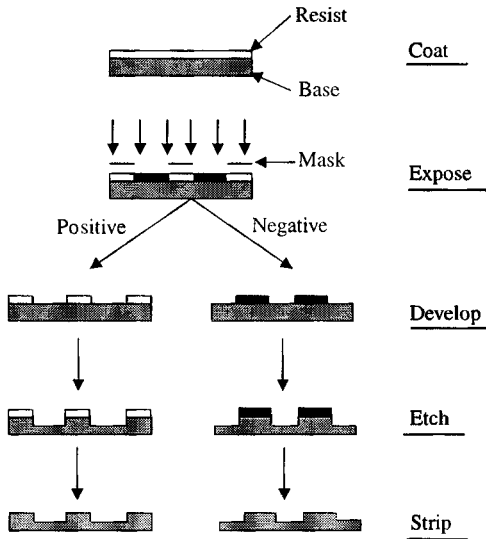 Resist
Coat
Base
Mask
Expose
Positive
Negative
Develop
Etch
Strip